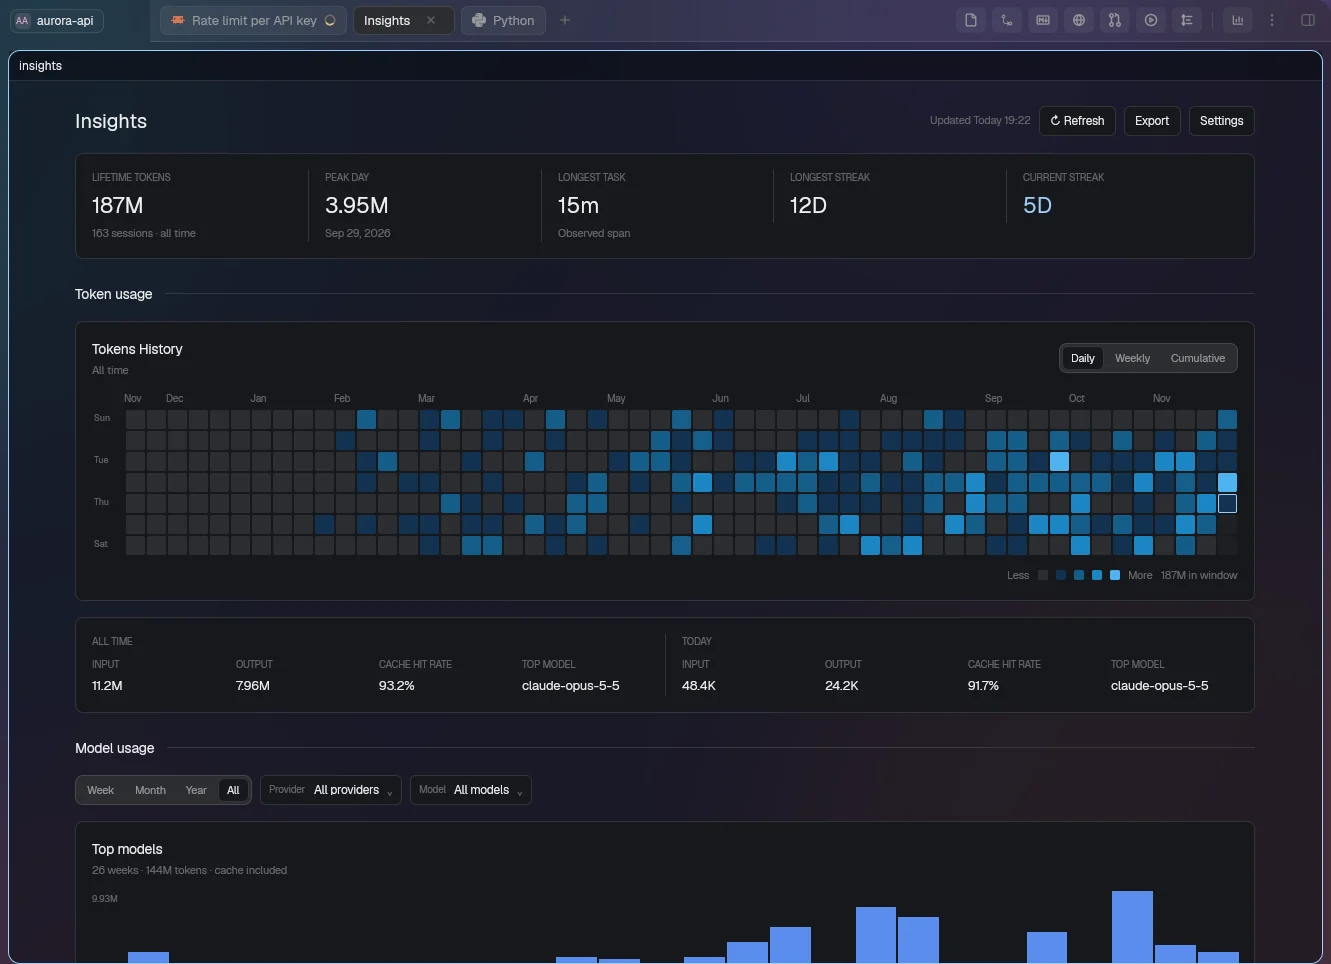 AA aurora-api
Rate limit per API key
Insights
Python
insights
Insights
Updated Today 19:22
Refresh
Export
Settings
LIFETIME TOKENS
187M
163 sessions · all time
PEAK DAY
3.95M
Sep 29, 2026
LONGEST TASK
15m
Observed span
LONGEST STREAK
12D
CURRENT STREAK
5D
Token usage
Tokens History
All time
Daily Weekly Cumulative
Nov Dec Jan Feb Mar Apr May Jun Jul Aug Sep Oct Nov
Sun
Tue
Thu
Sat
Less More 187M in window
ALL TIME
INPUT OUTPUT CACHE HIT RATE TOP MODEL
11.2M 7.96M 93.2% claude-opus-5-5
TODAY
INPUT OUTPUT CACHE HIT RATE TOP MODEL
48.4K 24.2K 91.7% claude-opus-5-5
Model usage
Week Month Year All
Provider All providers
Model All models
Top models
26 weeks · 144M tokens · cache included
9.93M